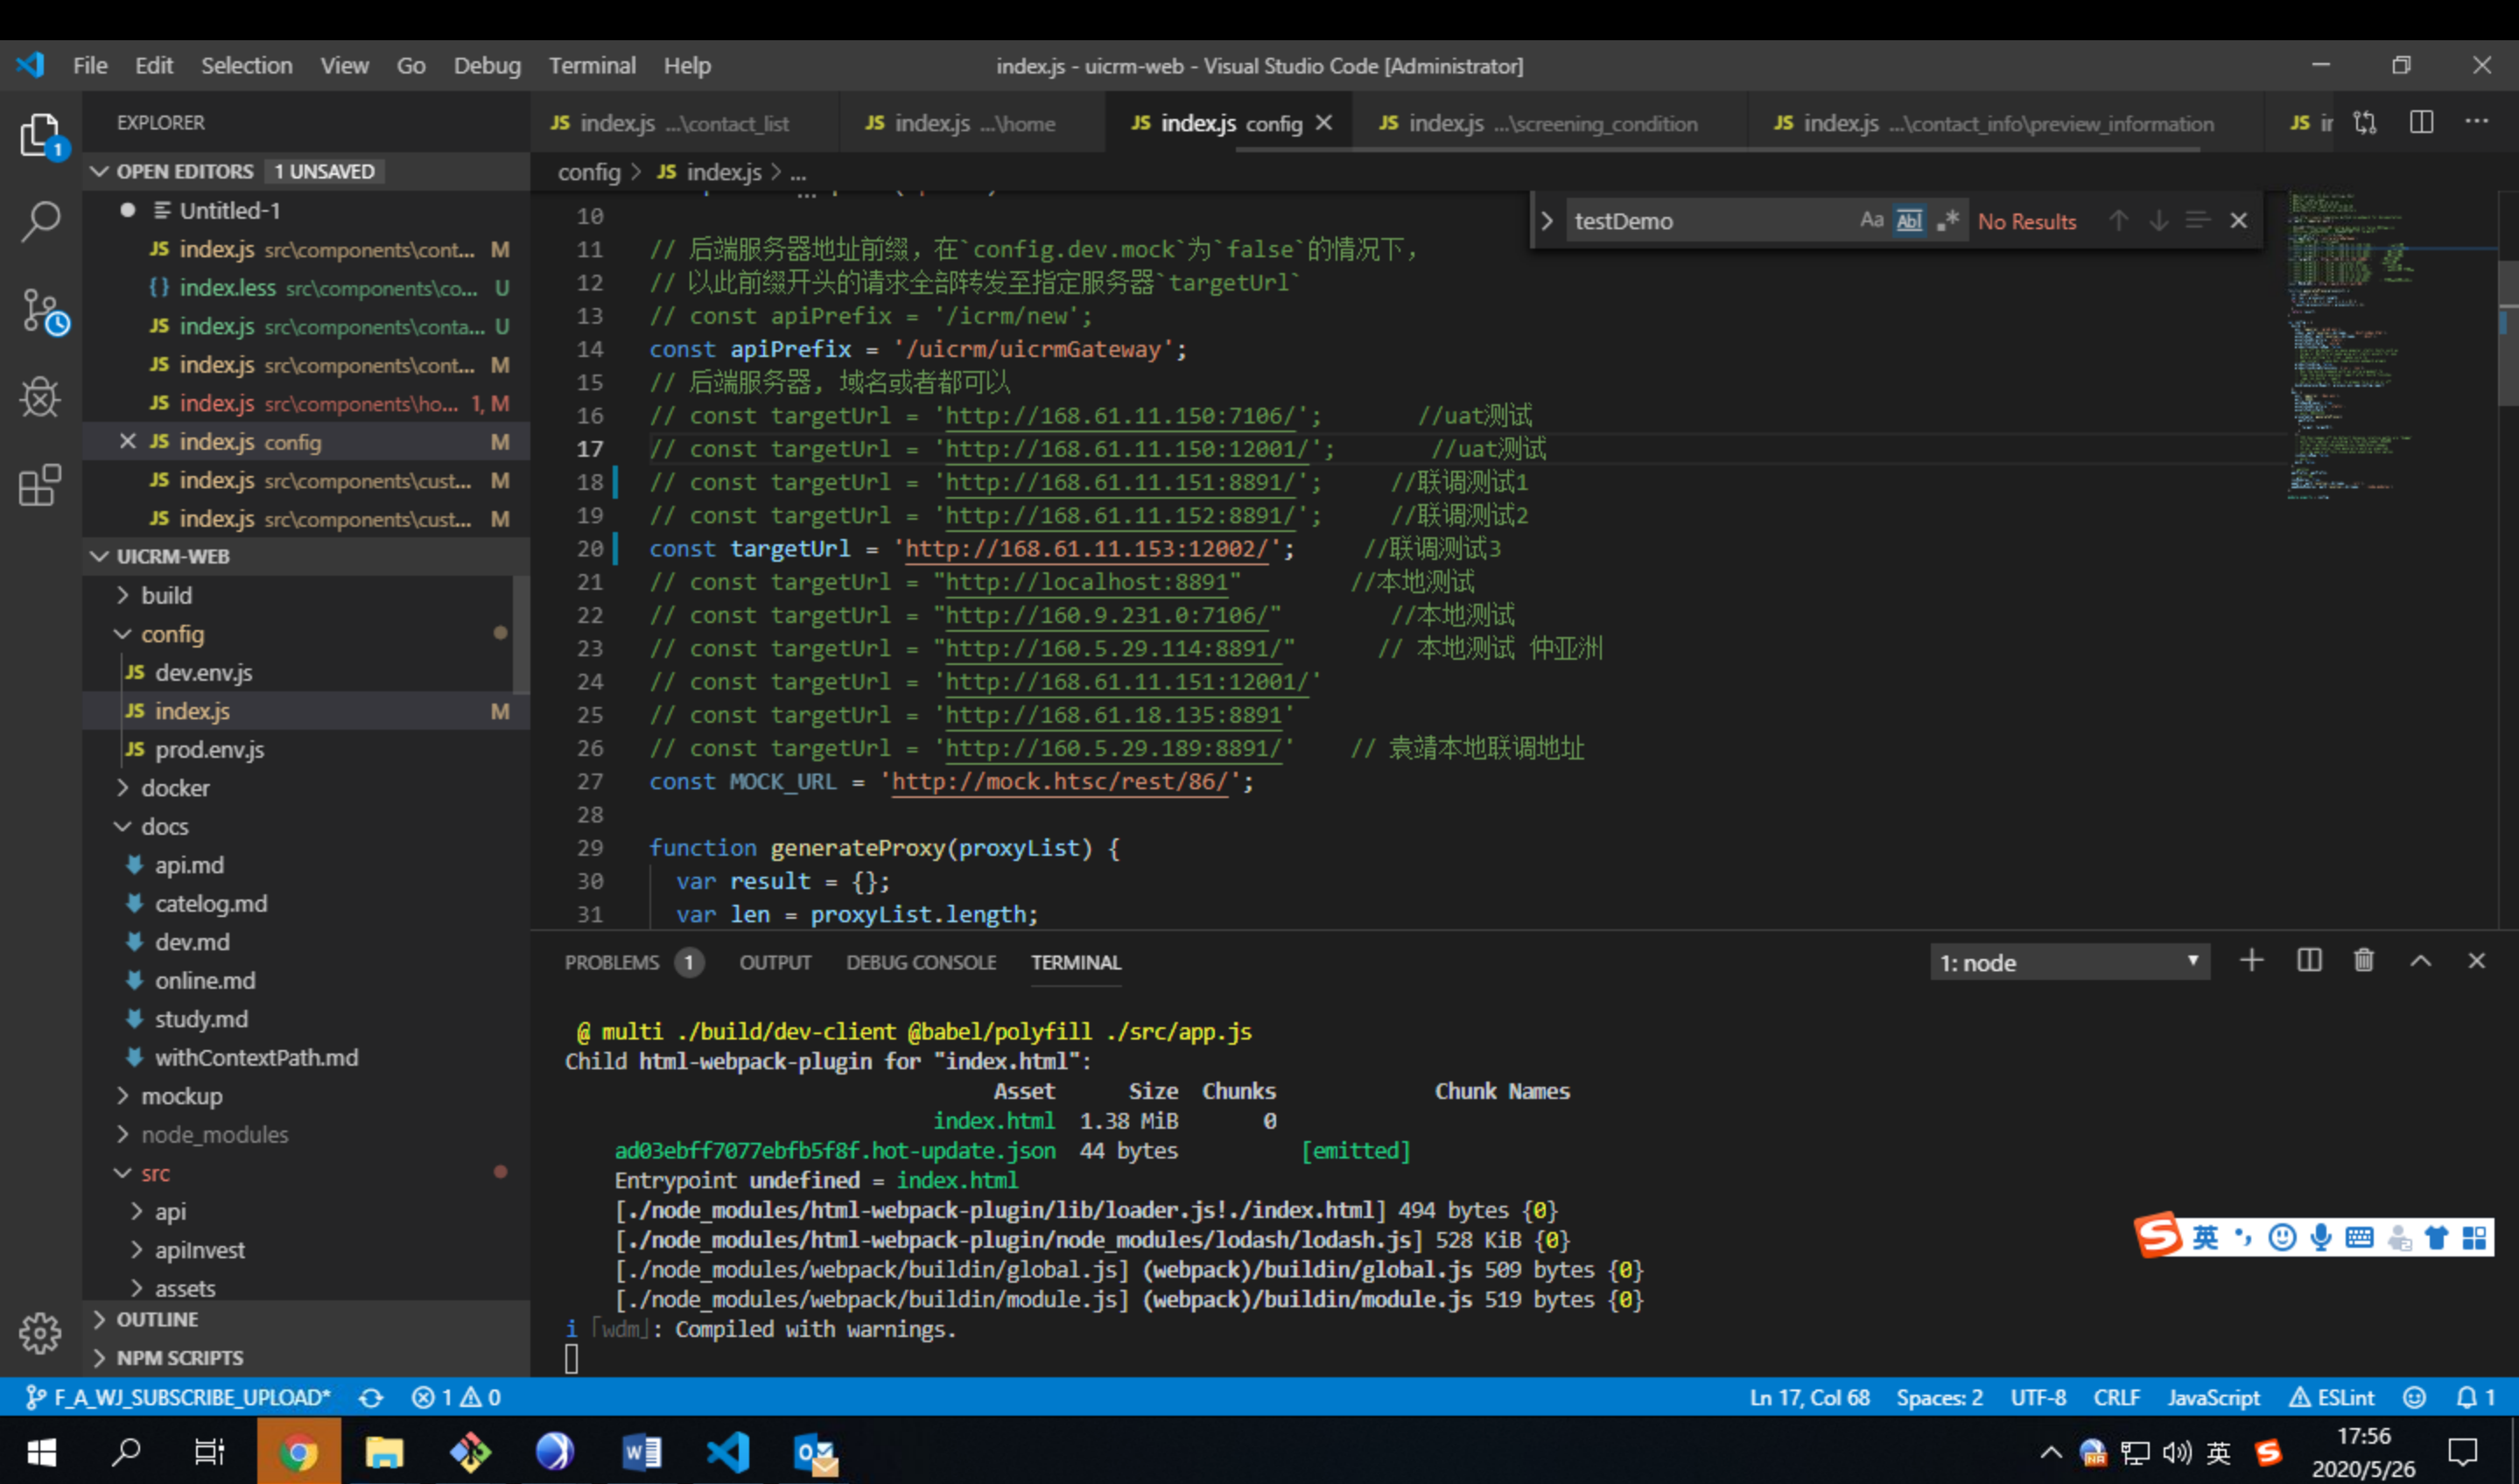 File Edit Selection View Go Debug Terminal Help
index.js - uicrm-web - Visual Studio Code [Administrator]
EXPLORER
JS index.js ...\contact_list
JS index.js ...\home
JS index.js config
JS index.js ...\screening_condition
JS index.js ...\contact_info\preview_information
JS
OPEN EDITORS 1 UNSAVED
Untitled-1
JS index.js src\components\cont... M
{} index.less src\components\co... U
JS index.js src\components\conta... U
JS index.js src\components\cont... M
JS index.js src\components\ho... 1, M
JS index.js config M
JS index.js src\components\cust... M
JS index.js src\components\cust... M
UICRM-WEB
build
config
JS dev.env.js
JS index.js M
JS prod.env.js
docker
docs
api.md
catelog.md
dev.md
online.md
study.md
withContextPath.md
mockup
node_modules
src
api
apiInvest
assets
OUTLINE
NPM SCRIPTS
config > JS index.js > ...
testDemo Aa Abl .* No Results
10
11 // 后端服务器地址前缀，在`config.dev.mock`为`false`的情况下，
12 // 以此前缀开头的请求全部转发至指定服务器`targetUrl`
13 // const apiPrefix = '/icrm/new';
14 const apiPrefix = '/uicrm/uicrmGateway';
15 // 后端服务器, 域名或者都可以
16 // const targetUrl = 'http://168.61.11.150:7106/'; //uat测试
17 // const targetUrl = 'http://168.61.11.150:12001/'; //uat测试
18 // const targetUrl = 'http://168.61.11.151:8891/'; //联调测试1
19 // const targetUrl = 'http://168.61.11.152:8891/'; //联调测试2
20 const targetUrl = 'http://168.61.11.153:12002/'; //联调测试3
21 // const targetUrl = "http://localhost:8891" //本地测试
22 // const targetUrl = "http://160.9.231.0:7106/" //本地测试
23 // const targetUrl = "http://160.5.29.114:8891/" // 本地测试 仲亚洲
24 // const targetUrl = 'http://168.61.11.151:12001/'
25 // const targetUrl = 'http://168.61.18.135:8891'
26 // const targetUrl = 'http://160.5.29.189:8891/' // 袁靖本地联调地址
27 const MOCK_URL = 'http://mock.htsc/rest/86/';
28
29 function generateProxy(proxyList) {
30 var result = {};
31 var len = proxyList.length;
PROBLEMS 1 OUTPUT DEBUG CONSOLE TERMINAL
1: node
@ multi ./build/dev-client @babel/polyfill ./src/app.js
Child html-webpack-plugin for "index.html":
Asset Size Chunks Chunk Names
index.html 1.38 MiB 0
ad03ebff7077ebfb5f8f.hot-update.json 44 bytes [emitted]
Entrypoint undefined = index.html
[./node_modules/html-webpack-plugin/lib/loader.js!./index.html] 494 bytes {0}
[./node_modules/html-webpack-plugin/node_modules/lodash/lodash.js] 528 KiB {0}
[./node_modules/webpack/buildin/global.js] (webpack)/buildin/global.js 509 bytes {0}
[./node_modules/webpack/buildin/module.js] (webpack)/buildin/module.js 519 bytes {0}
i ｢wdm｣: Compiled with warnings.
S 英
F_A_WJ_SUBSCRIBE_UPLOAD* 1 0
Ln 17, Col 68 Spaces: 2 UTF-8 CRLF JavaScript ESLint 1
英 17:56
2020/5/26